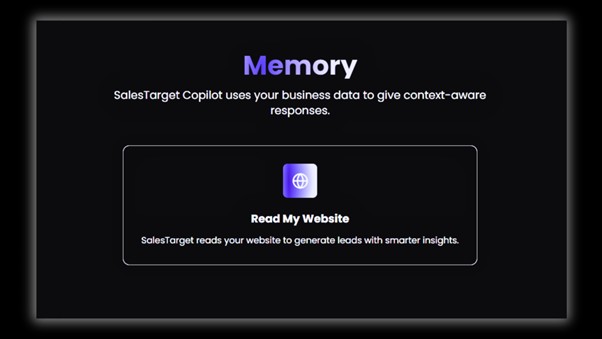 Memory
SalesTarget Copilot uses your business data to give context-aware
responses.
Read My Website
SalesTarget reads your website to generate leads with smarter insights.